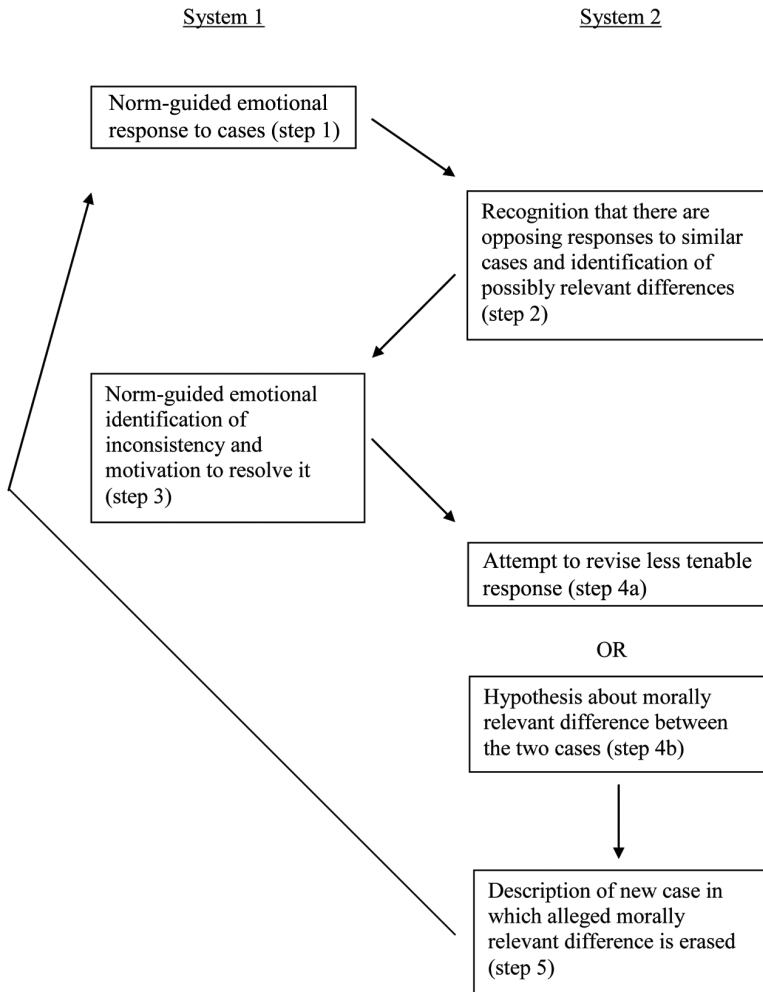 System 1
System 2
Norm-guided emotional
response to cases (step 1)
Recognition that there are
opposing responses to similar
cases and identification of
possibly relevant differences
(step 2)
Norm-guided emotional
identification of
inconsistency and
motivation to resolve it
(step 3)
Attempt to revise less tenable
response (step 4a)
OR
Hypothesis about morally
relevant difference between
the two cases (step 4b)
Description of new case in
which alleged morally
relevant difference is erased
(step 5)